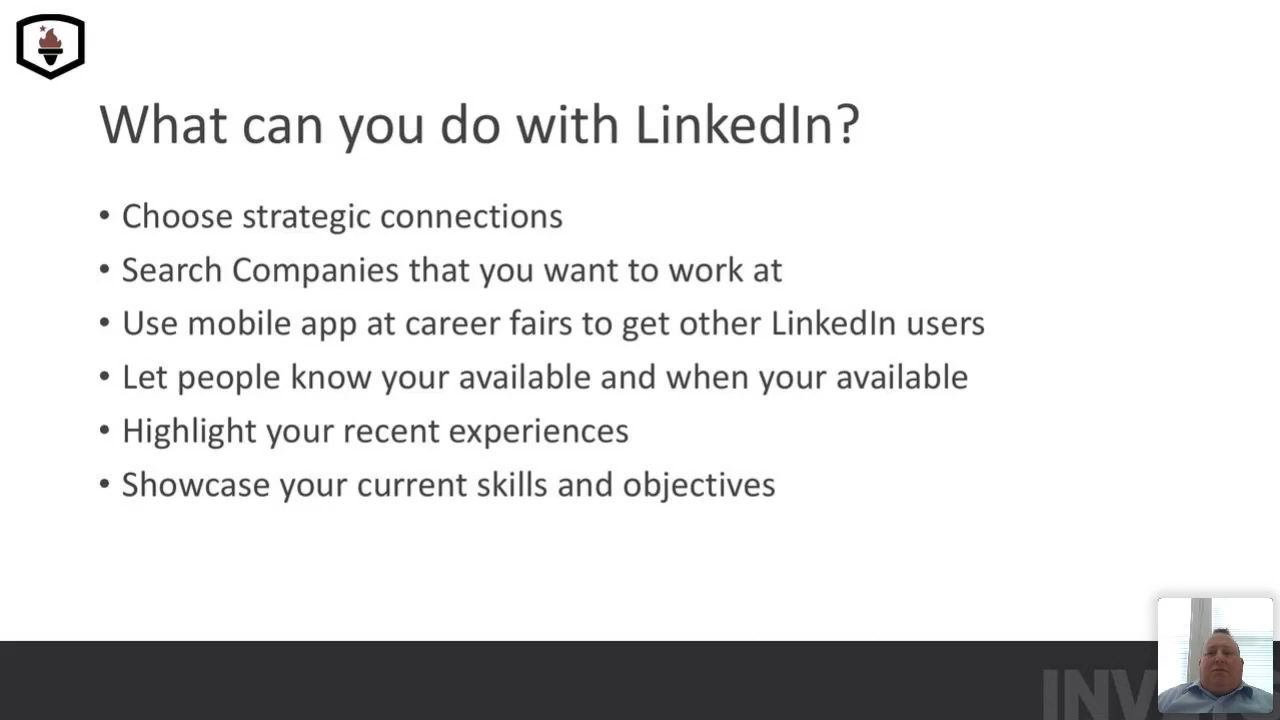 What can you do with LinkedIn?
• Choose strategic connections
• Search Companies that you want to work at
• Use mobile app at career fairs to get other LinkedIn users
• Let people know your available and when your available
• Highlight your recent experiences
• Showcase your current skills and objectives